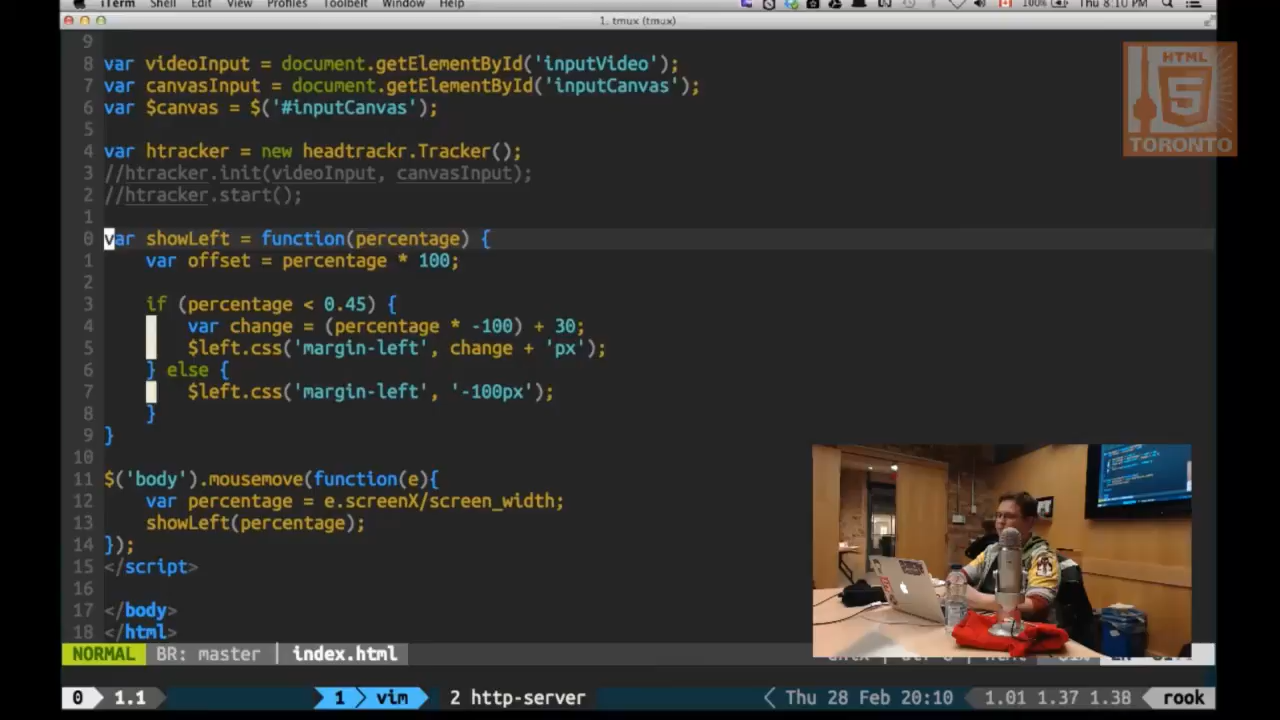 iTerm Shell Edit View Profiles Toolbelt Window Help 100% Thu 8:10 PM
1. tmux (tmux)
9
8 var videoInput = document.getElementById('inputVideo');
7 var canvasInput = document.getElementById('inputCanvas');
6 var $canvas = $('#inputCanvas');
5
4 var htracker = new headtrackr.Tracker();
3 //htracker.init(videoInput, canvasInput);
2 //htracker.start();
1
0 var showLeft = function(percentage) {
1 var offset = percentage * 100;
2
3 if (percentage < 0.45) {
4 var change = (percentage * -100) + 30;
5 $left.css('margin-left', change + 'px');
6 } else {
7 $left.css('margin-left', '-100px');
8 }
9 }
10
11 $('body').mousemove(function(e){
12 var percentage = e.screenX/screen_width;
13 showLeft(percentage);
14 });
15 </script>
16
17 </body>
18 </html>
NORMAL BR: master | index.html
0 1.1 1 vim 2 http-server Thu 28 Feb 20:10 1.01 1.37 1.38 rook
HTML
5
TORONTO